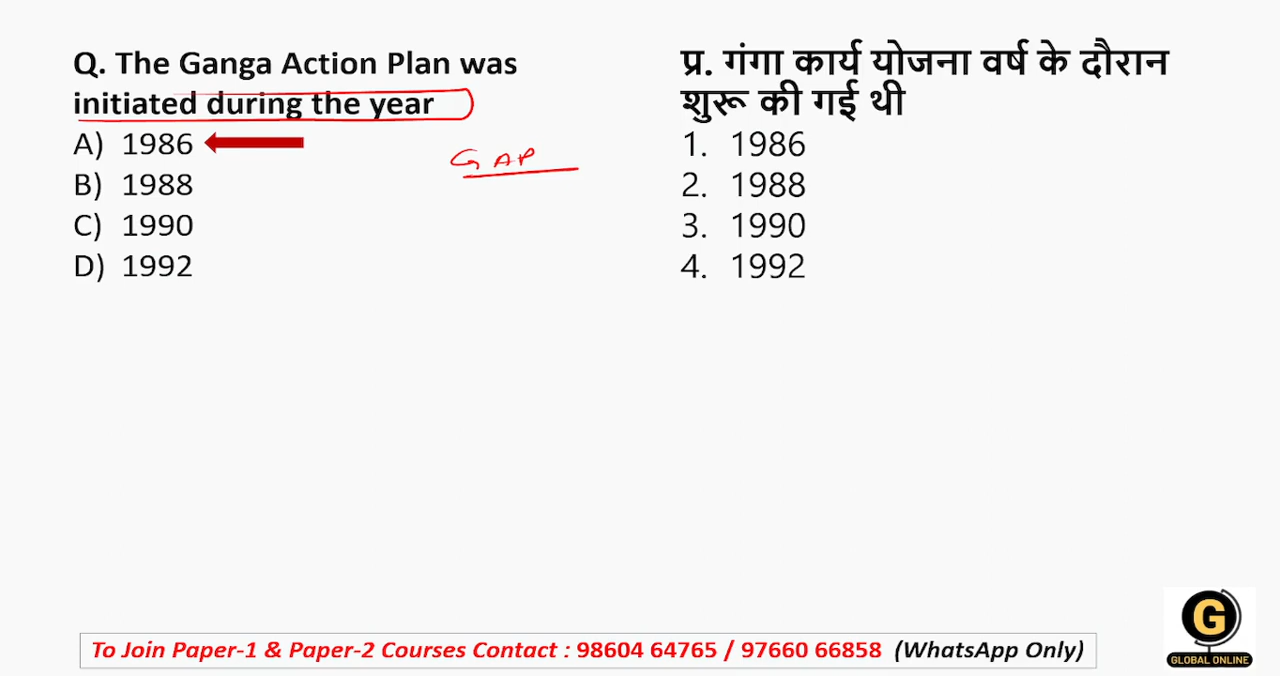 Q. The Ganga Action Plan was
initiated during the year
A) 1986
B) 1988
C) 1990
D) 1992
GAP
प्र. गंगा कार्य योजना वर्ष के दौरान
शुरू की गई थी
1. 1986
2. 1988
3. 1990
4. 1992
To Join Paper-1 & Paper-2 Courses Contact : 98604 64765 / 97660 66858 (WhatsApp Only)
G
GLOBAL ONLINE